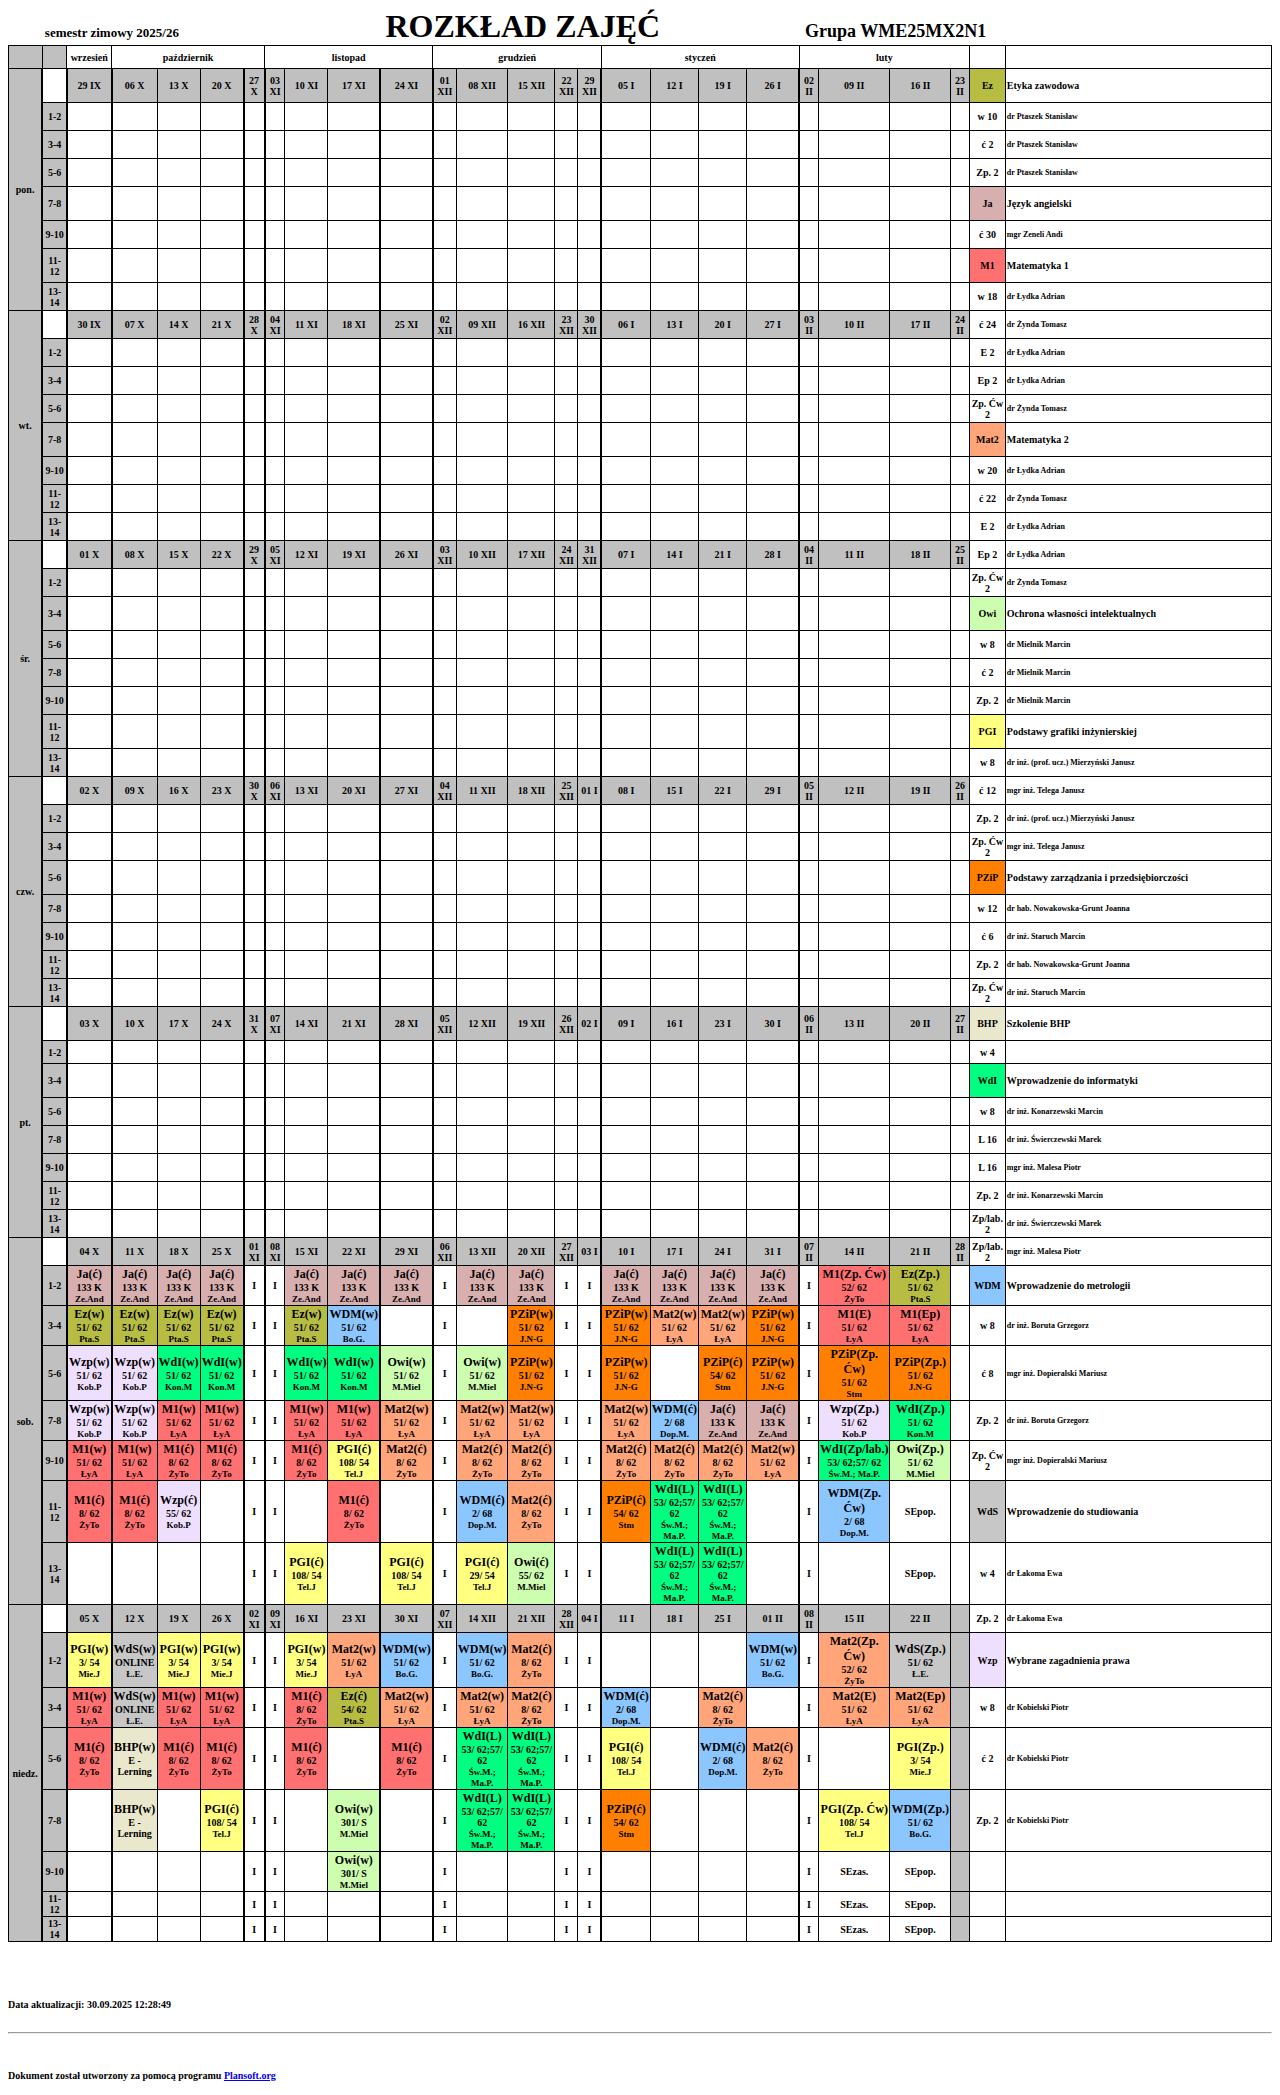 semestr zimowy 2025/26 ROZKŁAD ZAJĘĆ Grupa WME25MX2N1
wrzesień październik listopad grudzień styczeń luty
pon. 29 IX 06 X 13 X 20 X 27 X 03 XI 10 XI 17 XI 24 XI 01 XII 08 XII 15 XII 22 XII 29 XII 05 I 12 I 19 I 26 I 02 II 09 II 16 II 23 II Ez Etyka zawodowa
1-2 w 10 dr Ptaszek Stanisław
3-4 ć 2 dr Ptaszek Stanisław
5-6 Zp. 2 dr Ptaszek Stanisław
7-8 Ja Język angielski
9-10 ć 30 mgr Zeneli Andi
11-12 M1 Matematyka 1
13-14 w 18 dr Łydka Adrian
wt. 30 IX 07 X 14 X 21 X 28 X 04 XI 11 XI 18 XI 25 XI 02 XII 09 XII 16 XII 23 XII 30 XII 06 I 13 I 20 I 27 I 03 II 10 II 17 II 24 II ć 24 dr Żynda Tomasz
1-2 E 2 dr Łydka Adrian
3-4 Ep 2 dr Łydka Adrian
5-6 Zp. Ćw 2 dr Żynda Tomasz
7-8 Mat2 Matematyka 2
9-10 w 20 dr Łydka Adrian
11-12 ć 22 dr Żynda Tomasz
13-14 E 2 dr Łydka Adrian
śr. 01 X 08 X 15 X 22 X 29 X 05 XI 12 XI 19 XI 26 XI 03 XII 10 XII 17 XII 24 XII 31 XII 07 I 14 I 21 I 28 I 04 II 11 II 18 II 25 II Ep 2 dr Łydka Adrian
1-2 Zp. Ćw 2 dr Żynda Tomasz
3-4 Owi Ochrona własności intelektualnych
5-6 w 8 dr Mielnik Marcin
7-8 ć 2 dr Mielnik Marcin
9-10 Zp. 2 dr Mielnik Marcin
11-12 PGI Podstawy grafiki inżynierskiej
13-14 w 8 dr inż. (prof. ucz.) Mierzyński Janusz
czw. 02 X 09 X 16 X 23 X 30 X 06 XI 13 XI 20 XI 27 XI 04 XII 11 XII 18 XII 25 XII 01 I 08 I 15 I 22 I 29 I 05 II 12 II 19 II 26 II ć 12 mgr inż. Telega Janusz
1-2 Zp. 2 dr inż. (prof. ucz.) Mierzyński Janusz
3-4 Zp. Ćw 2 mgr inż. Telega Janusz
5-6 PZiP Podstawy zarządzania i przedsiębiorczości
7-8 w 12 dr hab. Nowakowska-Grunt Joanna
9-10 ć 6 dr inż. Staruch Marcin
11-12 Zp. 2 dr hab. Nowakowska-Grunt Joanna
13-14 Zp. Ćw 2 dr inż. Staruch Marcin
pt. 03 X 10 X 17 X 24 X 31 X 07 XI 14 XI 21 XI 28 XI 05 XII 12 XII 19 XII 26 XII 02 I 09 I 16 I 23 I 30 I 06 II 13 II 20 II 27 II BHP Szkolenie BHP
1-2 w 4
3-4 WdI Wprowadzenie do informatyki
5-6 w 8 dr inż. Konarzewski Marcin
7-8 L 16 dr inż. Świerczewski Marek
9-10 L 16 mgr inż. Malesa Piotr
11-12 Zp. 2 dr inż. Konarzewski Marcin
13-14 Zp/lab. 2 dr inż. Świerczewski Marek
sob. 04 X 11 X 18 X 25 X 01 XI 08 XI 15 XI 22 XI 29 XI 06 XII 13 XII 20 XII 27 XII 03 I 10 I 17 I 24 I 31 I 07 II 14 II 21 II 28 II Zp/lab. 2 mgr inż. Malesa Piotr
1-2 Ja(ć) 133 K Ze.And Ja(ć) 133 K Ze.And Ja(ć) 133 K Ze.And Ja(ć) 133 K Ze.And I I Ja(ć) 133 K Ze.And Ja(ć) 133 K Ze.And Ja(ć) 133 K Ze.And I Ja(ć) 133 K Ze.And Ja(ć) 133 K Ze.And I I Ja(ć) 133 K Ze.And Ja(ć) 133 K Ze.And Ja(ć) 133 K Ze.And Ja(ć) 133 K Ze.And I M1(Zp. Ćw) 52/ 62 ŻyTo Ez(Zp.) 51/ 62 Pta.S WDM Wprowadzenie do metrologii
3-4 Ez(w) 51/ 62 Pta.S Ez(w) 51/ 62 Pta.S Ez(w) 51/ 62 Pta.S Ez(w) 51/ 62 Pta.S I I Ez(w) 51/ 62 Pta.S WDM(w) 51/ 62 Bo.G. I PZiP(w) 51/ 62 J.N-G I I PZiP(w) 51/ 62 J.N-G Mat2(w) 51/ 62 ŁyA Mat2(w) 51/ 62 ŁyA PZiP(w) 51/ 62 J.N-G I M1(E) 51/ 62 ŁyA M1(Ep) 51/ 62 ŁyA w 8 dr inż. Boruta Grzegorz
5-6 Wzp(w) 51/ 62 Kob.P Wzp(w) 51/ 62 Kob.P WdI(w) 51/ 62 Kon.M WdI(w) 51/ 62 Kon.M I I WdI(w) 51/ 62 Kon.M WdI(w) 51/ 62 Kon.M Owi(w) 51/ 62 M.Miel I Owi(w) 51/ 62 M.Miel PZiP(w) 51/ 62 J.N-G I I PZiP(w) 51/ 62 J.N-G PZiP(ć) 54/ 62 Stm PZiP(w) 51/ 62 J.N-G I PZiP(Zp. Ćw) 51/ 62 Stm PZiP(Zp.) 51/ 62 J.N-G ć 8 mgr inż. Dopieralski Mariusz
7-8 Wzp(w) 51/ 62 Kob.P Wzp(w) 51/ 62 Kob.P M1(w) 51/ 62 ŁyA M1(w) 51/ 62 ŁyA I I M1(w) 51/ 62 ŁyA M1(w) 51/ 62 ŁyA Mat2(w) 51/ 62 ŁyA I Mat2(w) 51/ 62 ŁyA Mat2(w) 51/ 62 ŁyA I I Mat2(w) 51/ 62 ŁyA WDM(ć) 2/ 68 Dop.M. Ja(ć) 133 K Ze.And Ja(ć) 133 K Ze.And I Wzp(Zp.) 51/ 62 Kob.P WdI(Zp.) 51/ 62 Kon.M Zp. 2 dr inż. Boruta Grzegorz
9-10 M1(w) 51/ 62 ŁyA M1(w) 51/ 62 ŁyA M1(ć) 8/ 62 ŻyTo M1(ć) 8/ 62 ŻyTo I I M1(ć) 8/ 62 ŻyTo PGI(ć) 108/ 54 Tel.J Mat2(ć) 8/ 62 ŻyTo I Mat2(ć) 8/ 62 ŻyTo Mat2(ć) 8/ 62 ŻyTo I I Mat2(ć) 8/ 62 ŻyTo Mat2(ć) 8/ 62 ŻyTo Mat2(ć) 8/ 62 ŻyTo Mat2(w) 51/ 62 ŁyA I WdI(Zp/lab.) 53/ 62;57/ 62 Św.M.; Ma.P. Owi(Zp.) 51/ 62 M.Miel Zp. Ćw 2 mgr inż. Dopieralski Mariusz
11-12 M1(ć) 8/ 62 ŻyTo M1(ć) 8/ 62 ŻyTo Wzp(ć) 55/ 62 Kob.P I I M1(ć) 8/ 62 ŻyTo I WDM(ć) 2/ 68 Dop.M. Mat2(ć) 8/ 62 ŻyTo I I PZiP(ć) 54/ 62 Stm WdI(L) 53/ 62;57/ 62 Św.M.; Ma.P. WdI(L) 53/ 62;57/ 62 Św.M.; Ma.P. I WDM(Zp. Ćw) 2/ 68 Dop.M. SEpop. WdS Wprowadzenie do studiowania
13-14 I I PGI(ć) 108/ 54 Tel.J PGI(ć) 108/ 54 Tel.J I PGI(ć) 29/ 54 Tel.J Owi(ć) 55/ 62 M.Miel I I WdI(L) 53/ 62;57/ 62 Św.M.; Ma.P. WdI(L) 53/ 62;57/ 62 Św.M.; Ma.P. I SEpop. w 4 dr Łakoma Ewa
niedz. 05 X 12 X 19 X 26 X 02 XI 09 XI 16 XI 23 XI 30 XI 07 XII 14 XII 21 XII 28 XII 04 I 11 I 18 I 25 I 01 II 08 II 15 II 22 II Zp. 2 dr Łakoma Ewa
1-2 PGI(w) 3/ 54 Mie.J WdS(w) ONLINE Ł.E. PGI(w) 3/ 54 Mie.J PGI(w) 3/ 54 Mie.J I I PGI(w) 3/ 54 Mie.J Mat2(w) 51/ 62 ŁyA WDM(w) 51/ 62 Bo.G. I WDM(w) 51/ 62 Bo.G. Mat2(ć) 8/ 62 ŻyTo I I WDM(w) 51/ 62 Bo.G. I Mat2(Zp. Ćw) 52/ 62 ŻyTo WdS(Zp.) 51/ 62 Ł.E. Wzp Wybrane zagadnienia prawa
3-4 M1(w) 51/ 62 ŁyA WdS(w) ONLINE Ł.E. M1(w) 51/ 62 ŁyA M1(w) 51/ 62 ŁyA I I M1(ć) 8/ 62 ŻyTo Ez(ć) 54/ 62 Pta.S Mat2(w) 51/ 62 ŁyA I Mat2(w) 51/ 62 ŁyA Mat2(ć) 8/ 62 ŻyTo I I WDM(ć) 2/ 68 Dop.M. Mat2(ć) 8/ 62 ŻyTo I Mat2(E) 51/ 62 ŁyA Mat2(Ep) 51/ 62 ŁyA w 8 dr Kobielski Piotr
5-6 M1(ć) 8/ 62 ŻyTo BHP(w) E - Lerning M1(ć) 8/ 62 ŻyTo M1(ć) 8/ 62 ŻyTo I I M1(ć) 8/ 62 ŻyTo M1(ć) 8/ 62 ŻyTo I WdI(L) 53/ 62;57/ 62 Św.M.; Ma.P. WdI(L) 53/ 62;57/ 62 Św.M.; Ma.P. I I PGI(ć) 108/ 54 Tel.J WDM(ć) 2/ 68 Dop.M. Mat2(ć) 8/ 62 ŻyTo I PGI(Zp.) 3/ 54 Mie.J ć 2 dr Kobielski Piotr
7-8 BHP(w) E - Lerning PGI(ć) 108/ 54 Tel.J I I Owi(w) 301/ S M.Miel I WdI(L) 53/ 62;57/ 62 Św.M.; Ma.P. WdI(L) 53/ 62;57/ 62 Św.M.; Ma.P. I I PZiP(ć) 54/ 62 Stm I PGI(Zp. Ćw) 108/ 54 Tel.J WDM(Zp.) 51/ 62 Bo.G. Zp. 2 dr Kobielski Piotr
9-10 I I Owi(w) 301/ S M.Miel I I I I SEzas. SEpop.
11-12 I I I I I I SEzas. SEpop.
13-14 I I I I I I SEzas. SEpop.
Data aktualizacji: 30.09.2025 12:28:49
Dokument został utworzony za pomocą programu Plansoft.org